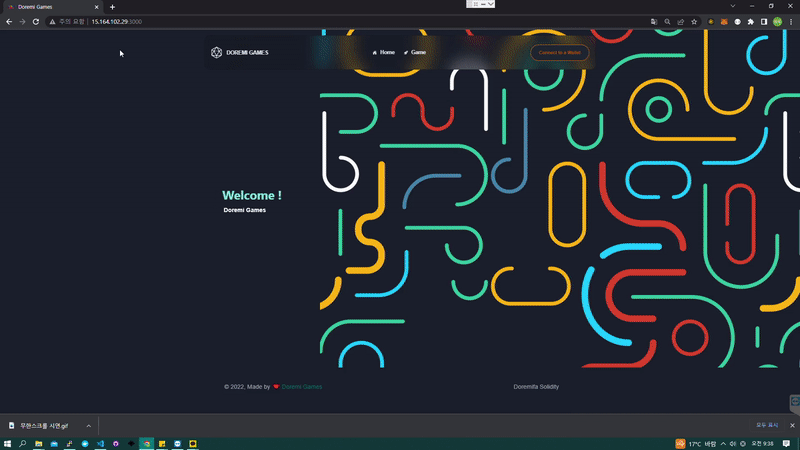 Doremi Games
주의 요함 | 15.164.102.29:3000
DOREMI GAMES
Home
Game
Connect to a Wallet
Welcome !
Doremi Games
© 2022, Made by ❤ Doremi Games
Doremifa Solidity
무한스크롤 시연.gif
모두 표시
17°C 바람
오전 9:38